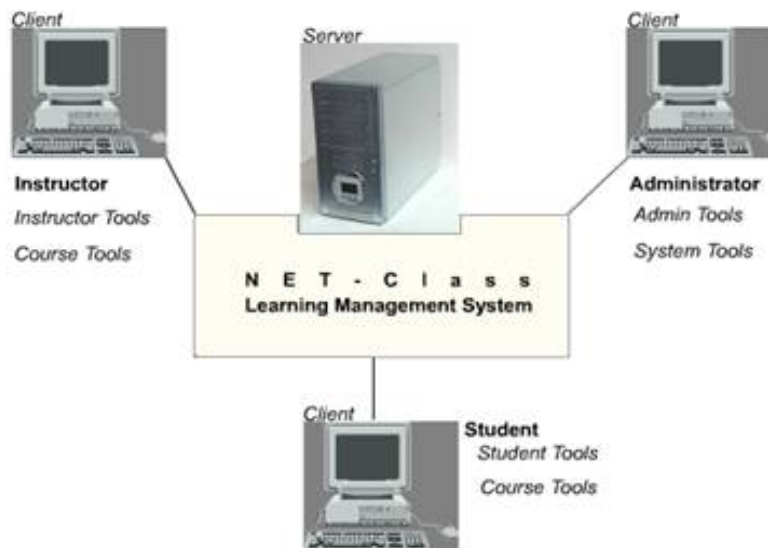 Client
Server
Client
Instructor
Instructor Tools
Course Tools
Administrator
Admin Tools
System Tools
N E T - C l a s s
Learning Management System
Client
Student
Student Tools
Course Tools